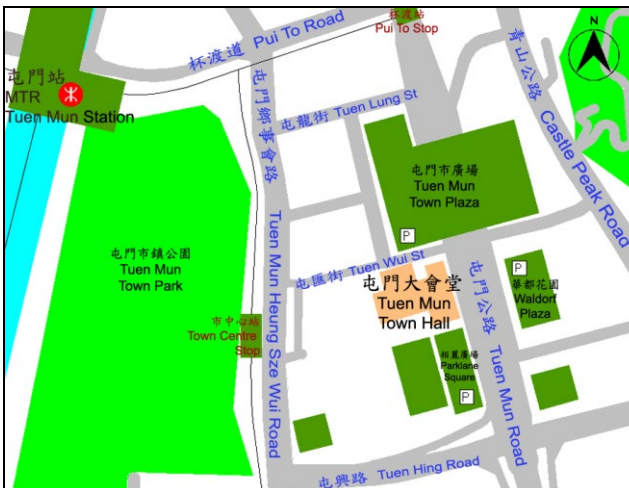 杯渡站
Pui To Stop
N
杯渡道 Pui To Road
青山公路 Castle Peak Road
屯門站
MTR
Tuen Mun Station
屯龍街 Tuen Lung St
屯門鄉事會路 Tuen Mun Heung Sze Wui Road
屯門市廣場
Tuen Mun
Town Plaza
P
屯門市鎮公園
Tuen Mun
Town Park
屯匯街 Tuen Wui St
屯門大會堂
Tuen Mun
Town Hall
屯門公路 Tuen Mun Road
P
華都花園
Waldorf
Plaza
市中心站
Town Centre
Stop
栢麗廣場
Parklane
Square
P
屯興路 Tuen Hing Road